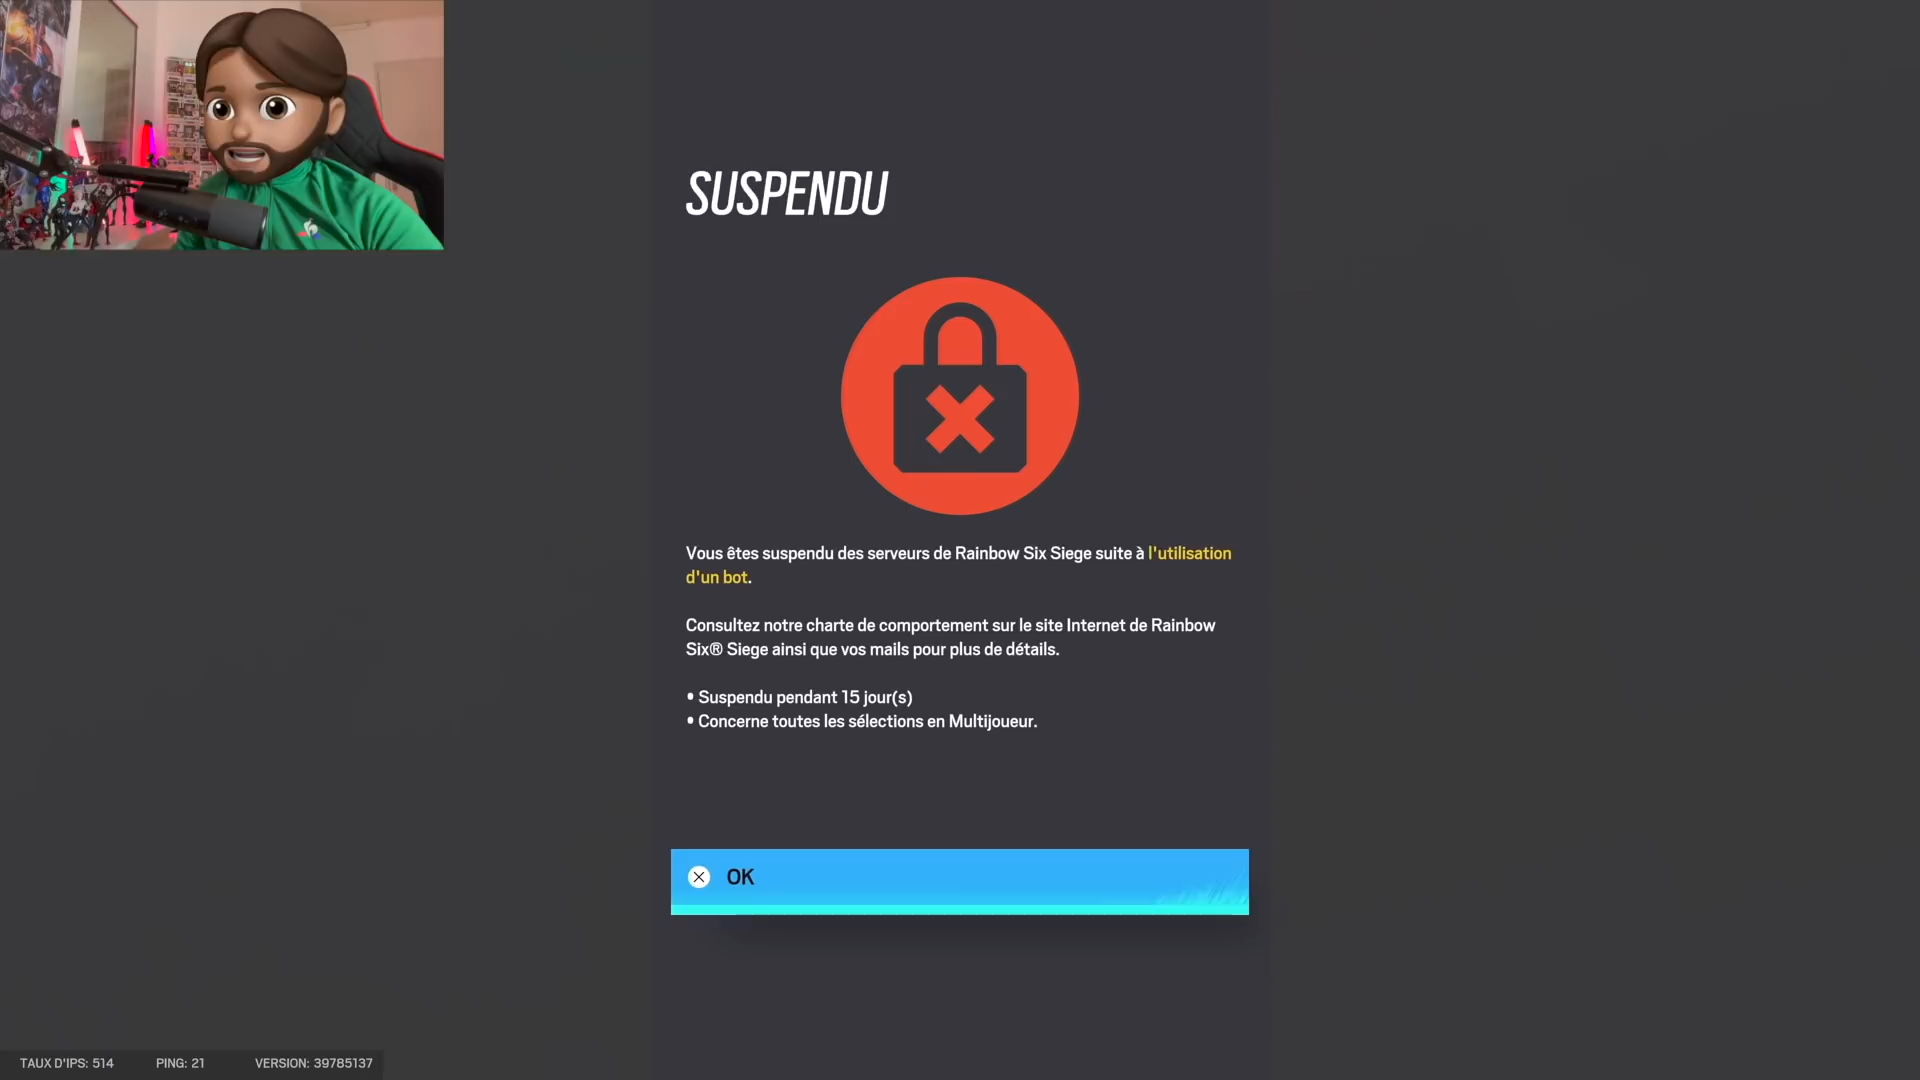 SUSPENDU
Vous êtes suspendu des serveurs de Rainbow Six Siege suite à l'utilisation
d'un bot.
Consultez notre charte de comportement sur le site Internet de Rainbow
Six® Siege ainsi que vos mails pour plus de détails.
• Suspendu pendant 15 jour(s)
• Concerne toutes les sélections en Multijoueur.
OK
TAUX D'IPS: 514 PING: 21 VERSION: 39785137